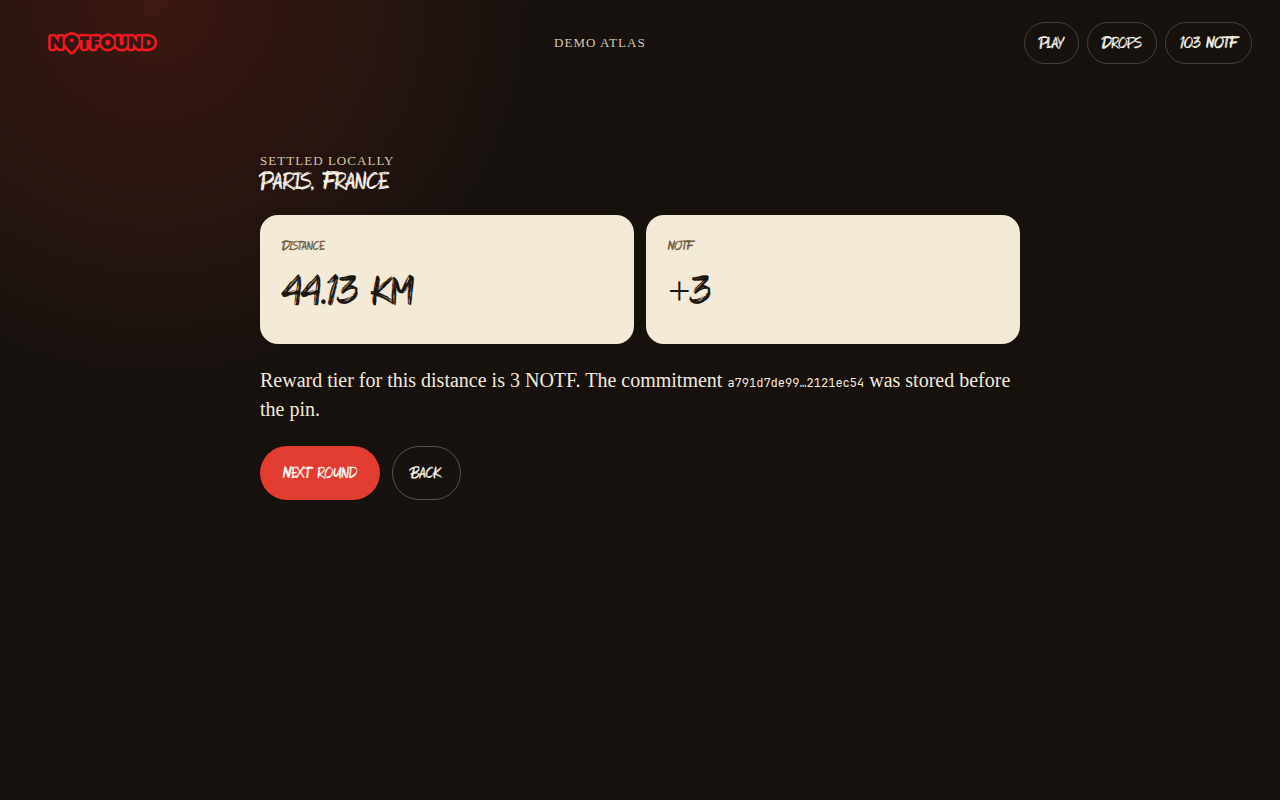 NOTFOUND
DEMO ATLAS
PLAY
DROPS
103 NOTF
SETTLED LOCALLY
PARIS, FRANCE
DISTANCE
44.13 KM
NOTF
+3
Reward tier for this distance is 3 NOTF. The commitment a791d7de99…2121ec54 was stored before
the pin.
NEXT ROUND
BACK